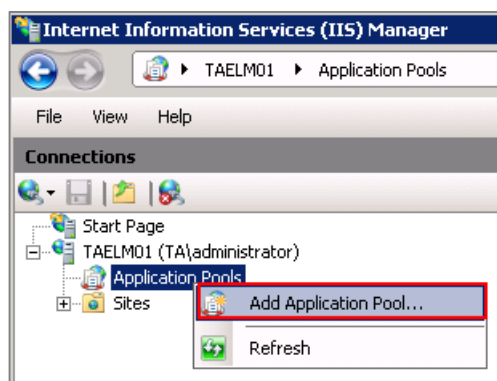 Internet Information Services (IIS) Manager
TAELM01 Application Pools
File View Help
Connections
Start Page
TAELM01 (TA\administrator)
Application Pools
Sites
Add Application Pool...
Refresh